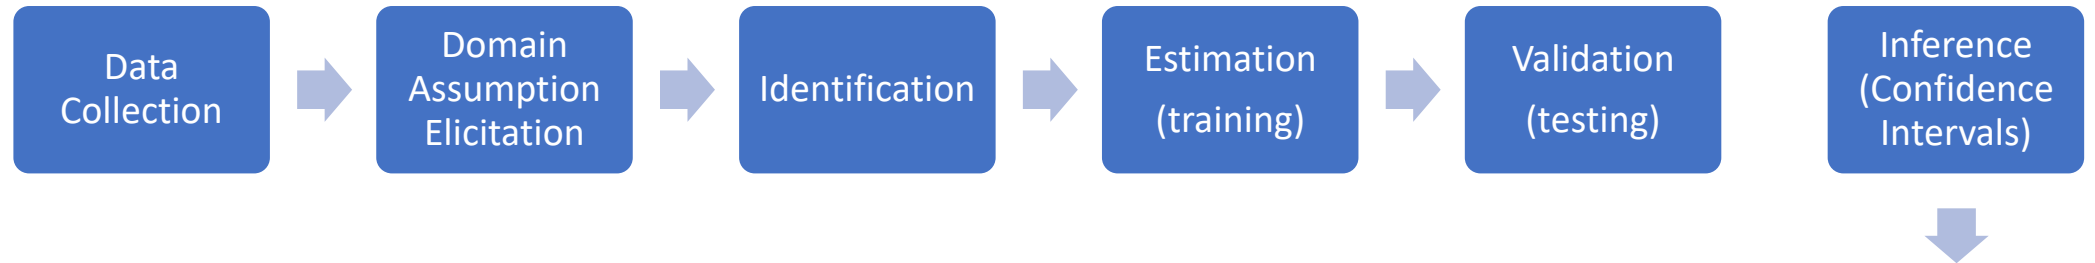 Data
Collection
Domain
Assumption
Elicitation
Identification
Estimation
(training)
Validation
(testing)
Inference
(Confidence
Intervals)